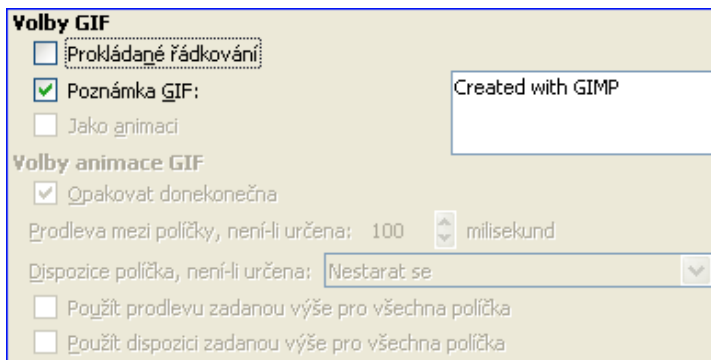 Volby GIF
Prokládané řádkování
Poznámka GIF:
Created with GIMP
Jako animaci
Volby animace GIF
Opakovat donekonečna
Prodleva mezi políčky, není-li určena: 100 milisekund
Dispozice políčka, není-li určena: Nestarat se
Použít prodlevu zadanou výše pro všechna políčka
Použít dispozici zadanou výše pro všechna políčka